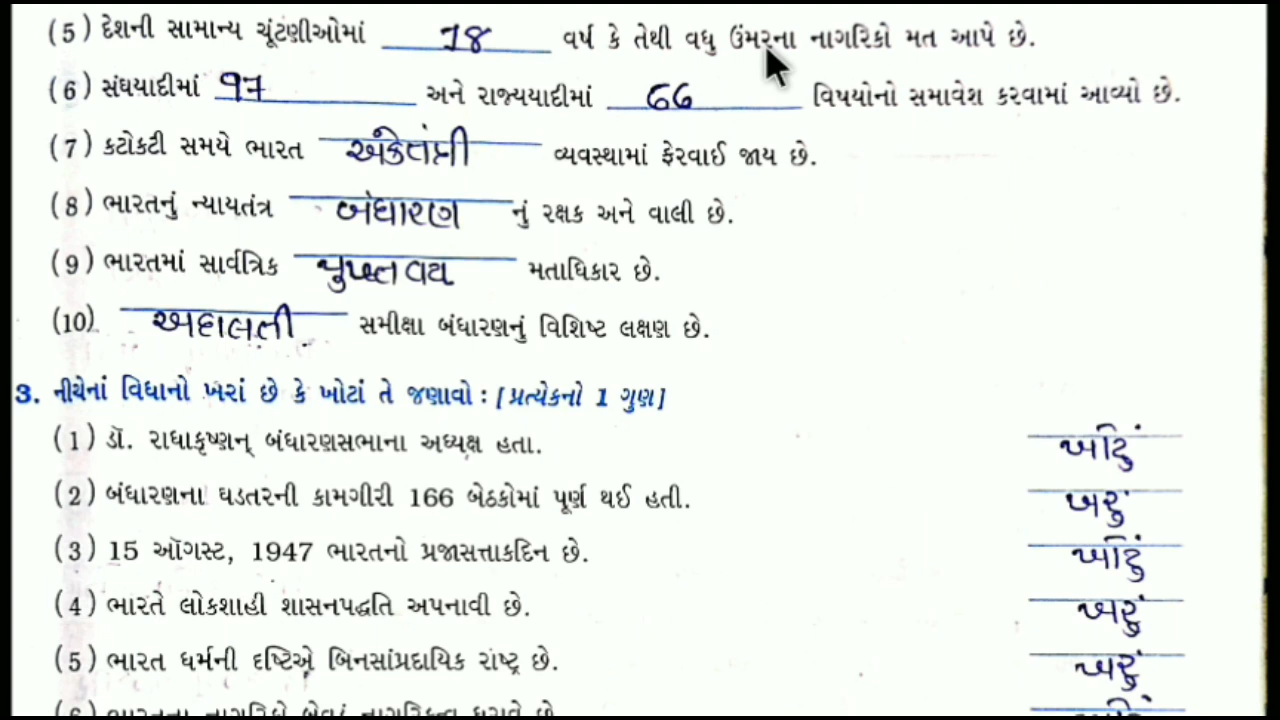 (5) દેશની સામાન્ય ચૂંટણીઓમાં 18 વર્ષ કે તેથી વધુ ઉંમરના નાગરિકો મત આપે છે.
(6) સંઘયાદીમાં 97 અને રાજ્યયાદીમાં 66 વિષયોનો સમાવેશ કરવામાં આવ્યો છે.
(7) કટોકટી સમયે ભારત એકતંત્રી વ્યવસ્થામાં ફેરવાઈ જાય છે.
(8) ભારતનું ન્યાયતંત્ર બંધારણ નું રક્ષક અને વાલી છે.
(9) ભારતમાં સાર્વત્રિક પુખ્તવય મતાધિકાર છે.
(10) અદાલતી સમીક્ષા બંધારણનું વિશિષ્ટ લક્ષણ છે.
3. નીચેનાં વિધાનો ખરાં છે કે ખોટાં તે જણાવો : [પ્રત્યેકનો 1 ગુણ]
(1) ડૉ. રાધાકૃષ્ણન્ બંધારણસભાના અધ્યક્ષ હતા. ખોટું
(2) બંધારણના ઘડતરની કામગીરી 166 બેઠકોમાં પૂર્ણ થઈ હતી. ખરું
(3) 15 ઑગસ્ટ, 1947 ભારતનો પ્રજાસત્તાકદિન છે. ખોટું
(4) ભારતે લોકશાહી શાસનપદ્ધતિ અપનાવી છે. ખરું
(5) ભારત ધર્મની દૃષ્ટિએ બિનસાંપ્રદાયિક રાષ્ટ્ર છે. ખરું